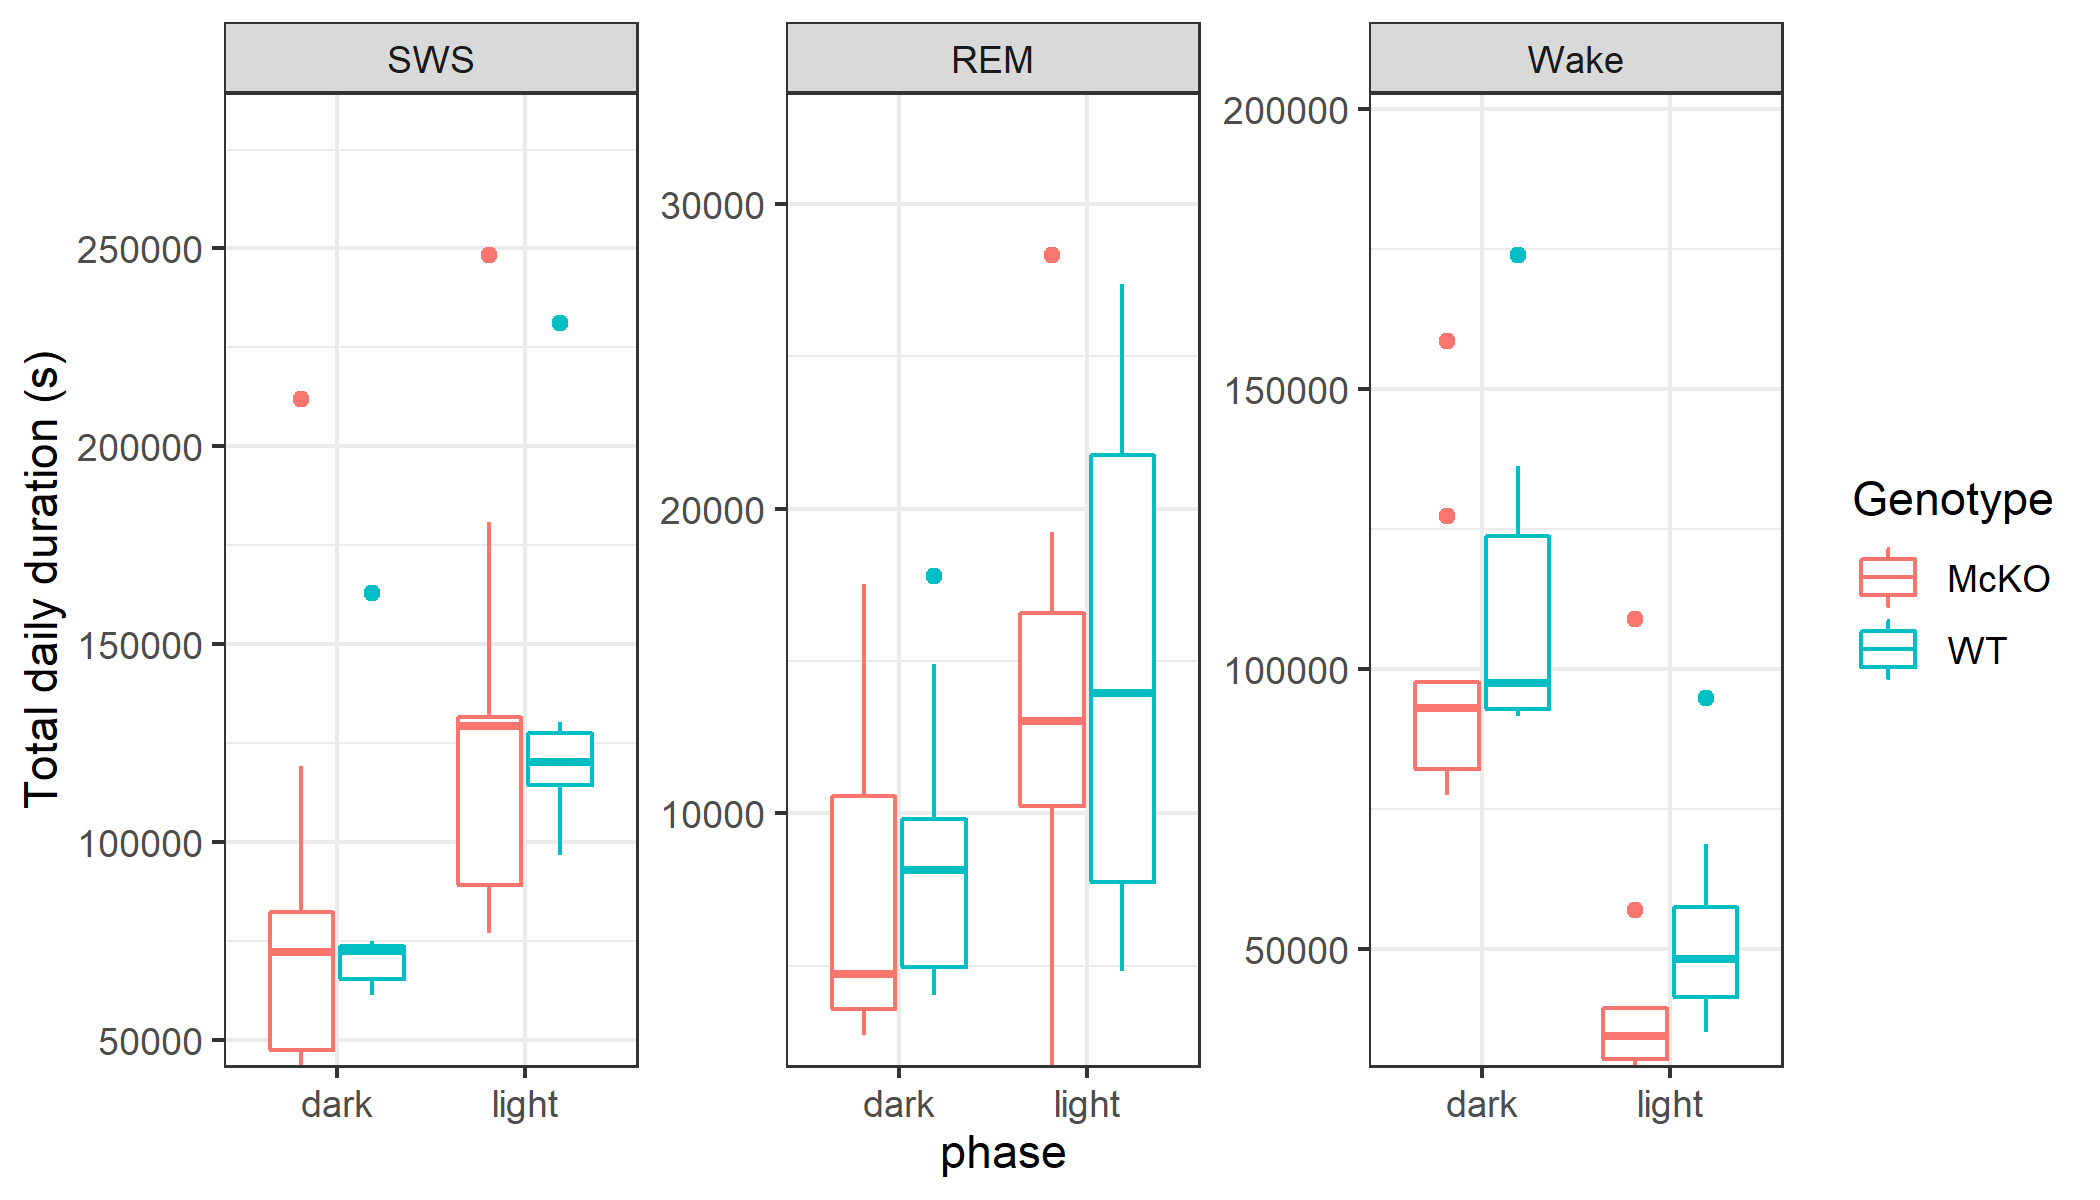 SWS
REM
Wake
Total daily duration (s)
250000
200000
150000
100000
50000
30000
20000
10000
200000
150000
100000
50000
dark
light
dark
light
dark
light
phase
Genotype
McKO
WT